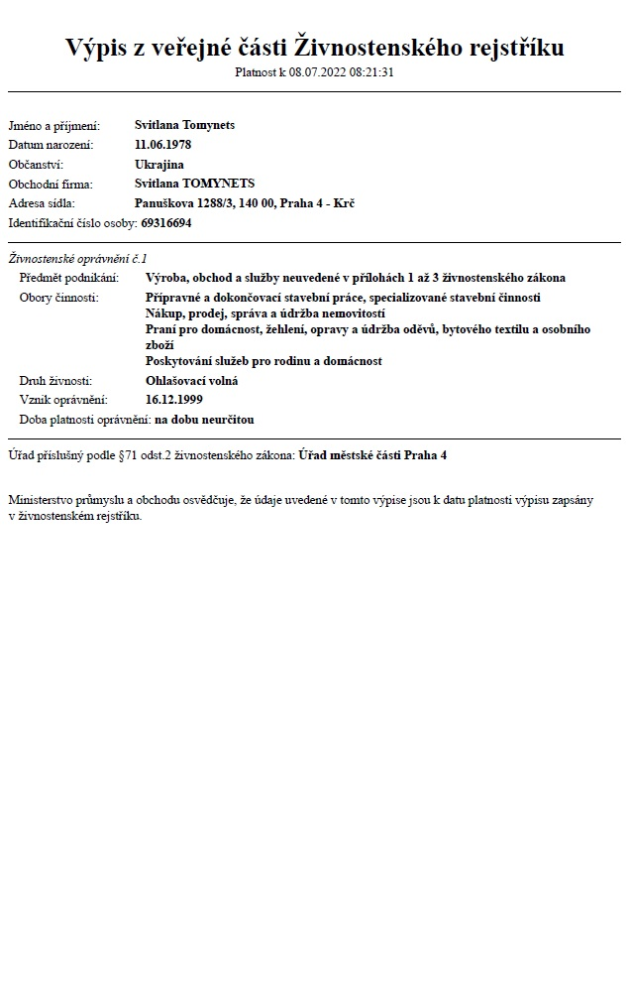 Výpis z veřejné části Živnostenského rejstříku
Platnost k 08.07.2022 08:21:31
Jméno a příjmení: Svitlana Tomynets
Datum narození: 11.06.1978
Občanství: Ukrajina
Obchodní firma: Svitlana TOMYNETS
Adresa sídla: Panuškova 1288/3, 140 00, Praha 4 - Krč
Identifikační číslo osoby: 69316694
Živnostenské oprávnění č.1
Předmět podnikání: Výroba, obchod a služby neuvedené v přílohách 1 až 3 živnostenského zákona
Obory činnosti: Přípravné a dokončovací stavební práce, specializované stavební činnosti
Nákup, prodej, správa a údržba nemovitostí
Praní pro domácnost, žehlení, opravy a údržba oděvů, bytového textilu a osobního
zboží
Poskytování služeb pro rodinu a domácnost
Druh živnosti: Ohlašovací volná
Vznik oprávnění: 16.12.1999
Doba platnosti oprávnění: na dobu neurčitou
Úřad příslušný podle §71 odst.2 živnostenského zákona: Úřad městské části Praha 4
Ministerstvo průmyslu a obchodu osvědčuje, že údaje uvedené v tomto výpise jsou k datu platnosti výpisu zapsány
v živnostenském rejstříku.